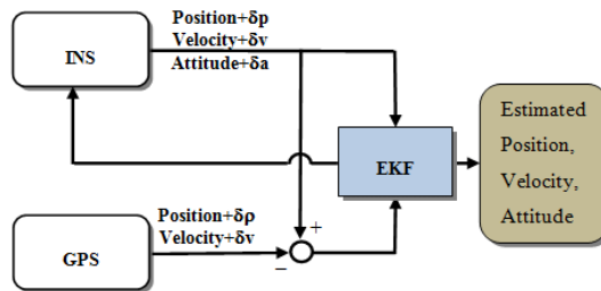 Position+δp
Velocity+δv
Attitude+δa
INS
Estimated
Position,
Velocity,
Attitude
EKF
Position+δρ
Velocity+δv
GPS
+
−